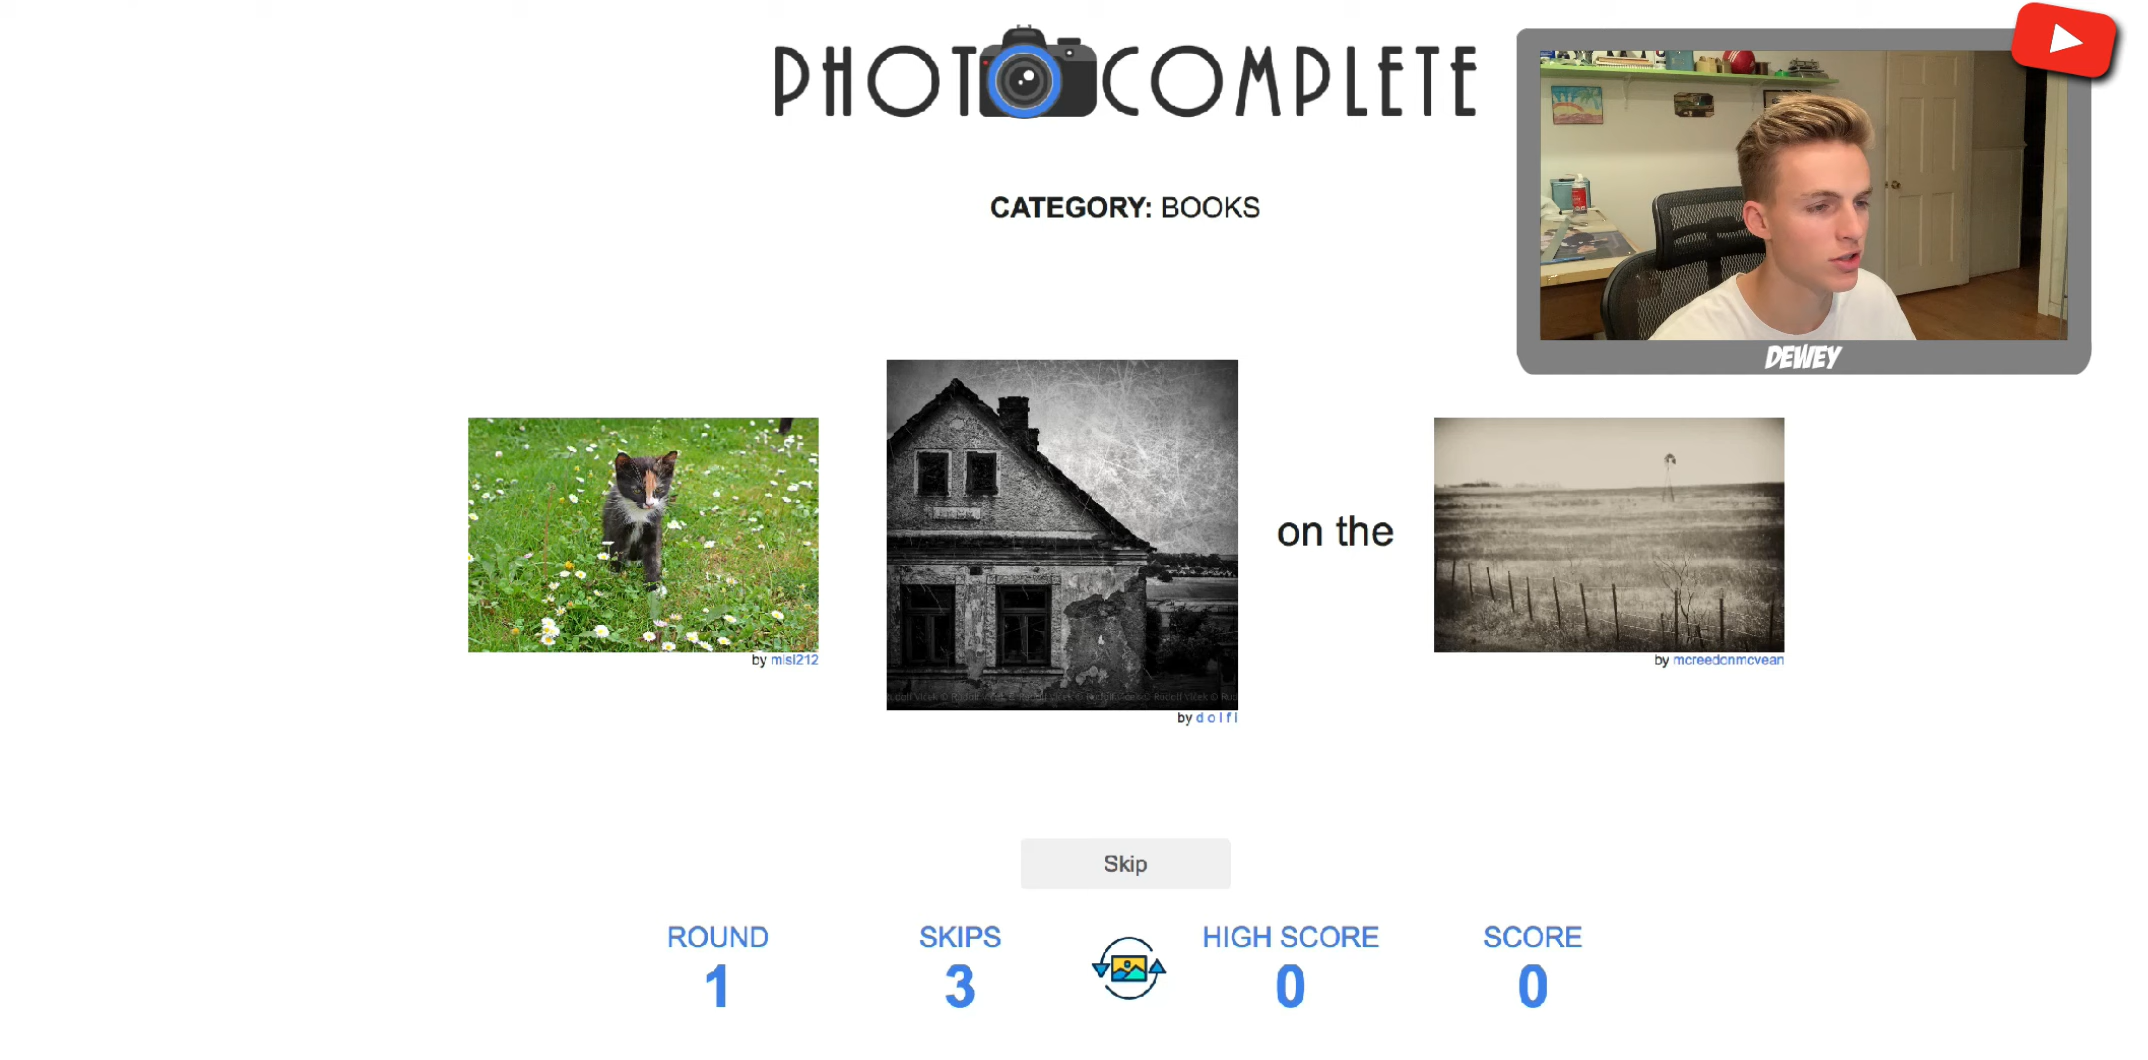 PHOTOCOMPLETE
CATEGORY: BOOKS
DEWEY
on the
by misl212
by d o l f i
by mcreedonmcvean
Skip
ROUND
SKIPS
HIGH SCORE
SCORE
1
3
0
0